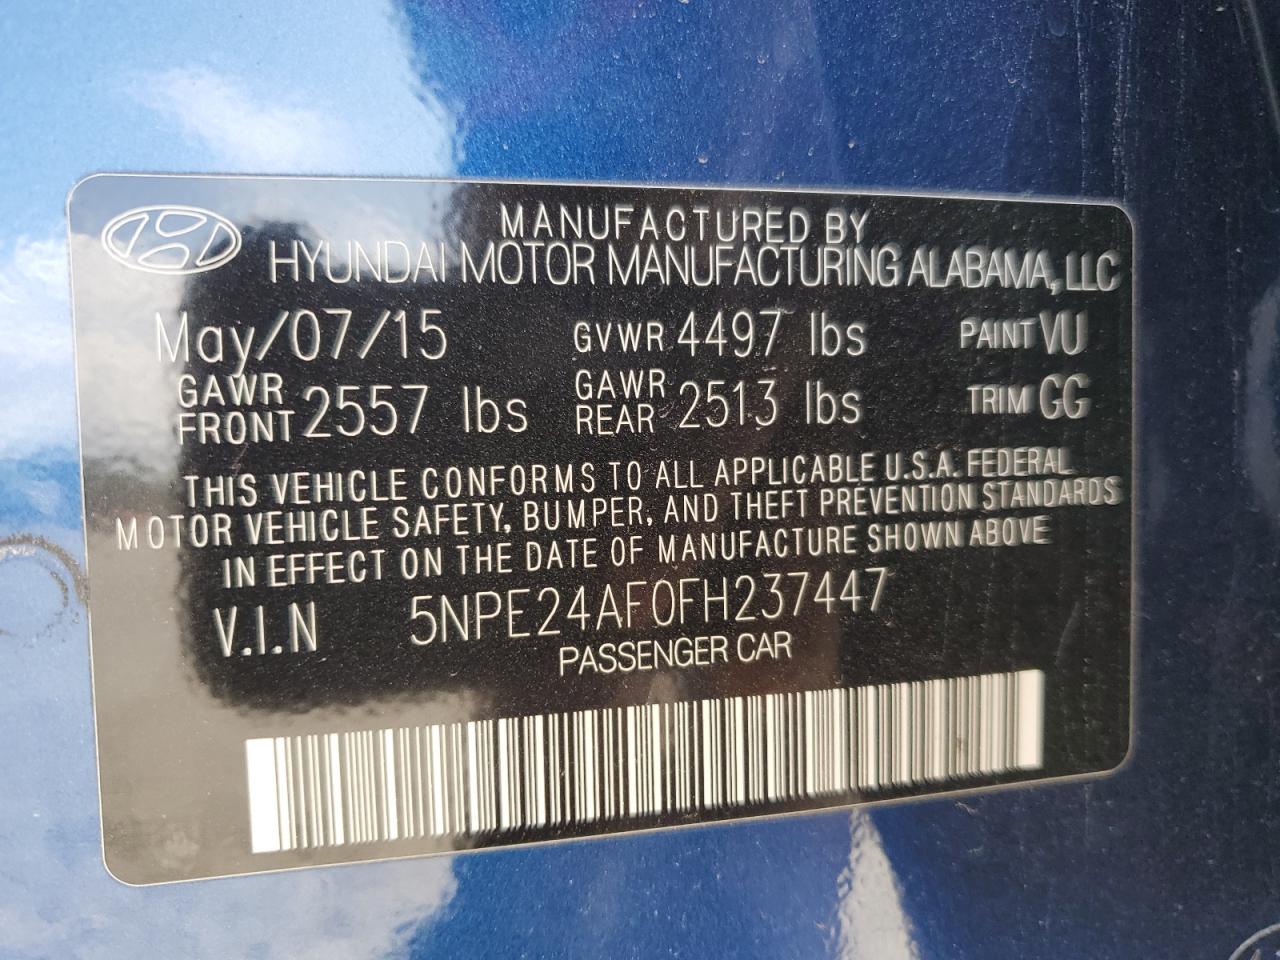 MANUFACTURED BY
HYUNDAI MOTOR MANUFACTURING ALABAMA, LLC
May/07/15 GVWR 4497 lbs PAINT VU
GAWR FRONT 2557 lbs GAWR REAR 2513 lbs TRIM GG
THIS VEHICLE CONFORMS TO ALL APPLICABLE U.S.A. FEDERAL
MOTOR VEHICLE SAFETY, BUMPER, AND THEFT PREVENTION STANDARDS
IN EFFECT ON THE DATE OF MANUFACTURE SHOWN ABOVE
V.I.N 5NPE24AF0FH237447
PASSENGER CAR